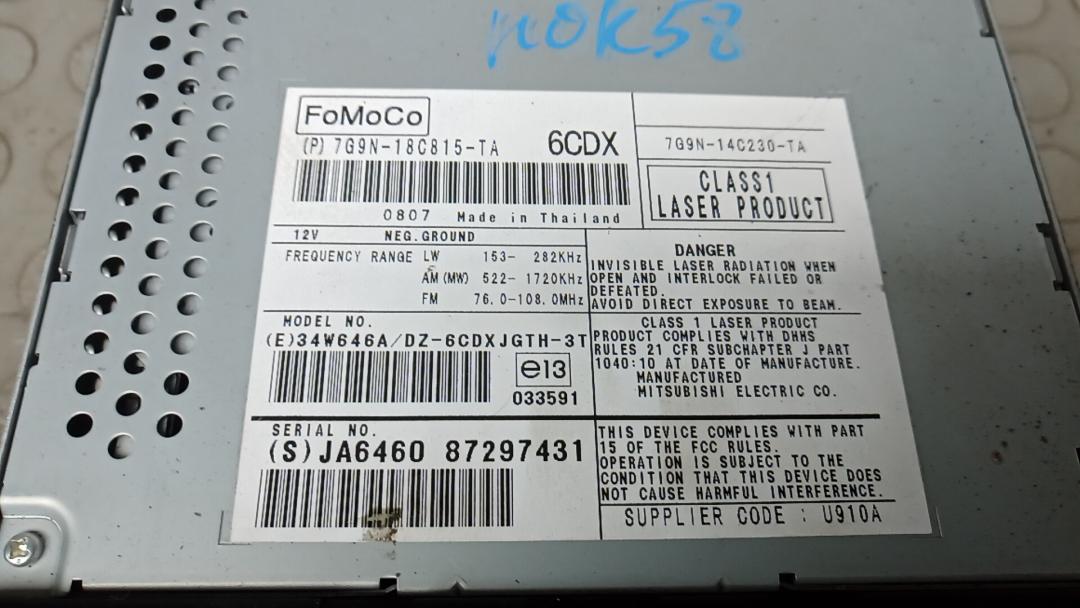 nok58
FoMoCo
(P) 7G9N-18C815-TA 6CDX
0807 Made in Thailand
7G9N-14C230-TA
CLASS1
LASER PRODUCT
12V NEG.GROUND
FREQUENCY RANGE LW 153- 282KHz
AM (MW) 522-1720KHz
FM 76.0-108.0MHz
DANGER
INVISIBLE LASER RADIATION WHEN
OPEN AND INTERLOCK FAILED OR
DEFEATED.
AVOID DIRECT EXPOSURE TO BEAM.
MODEL NO.
(E)34W646A/DZ-6CDXJGTH-3T
e13
033591
CLASS 1 LASER PRODUCT
PRODUCT COMPLIES WITH DHHS
RULES 21 CFR SUBCHAPTER J PART
1040:10 AT DATE OF MANUFACTURE.
MANUFACTURED
MITSUBISHI ELECTRIC CO.
SERIAL NO.
(S)JA6460 87297431
THIS DEVICE COMPLIES WITH PART
15 OF THE FCC RULES.
OPERATION IS SUBJECT TO THE
CONDITION THAT THIS DEVICE DOES
NOT CAUSE HARMFUL INTERFERENCE.
SUPPLIER CODE : U910A